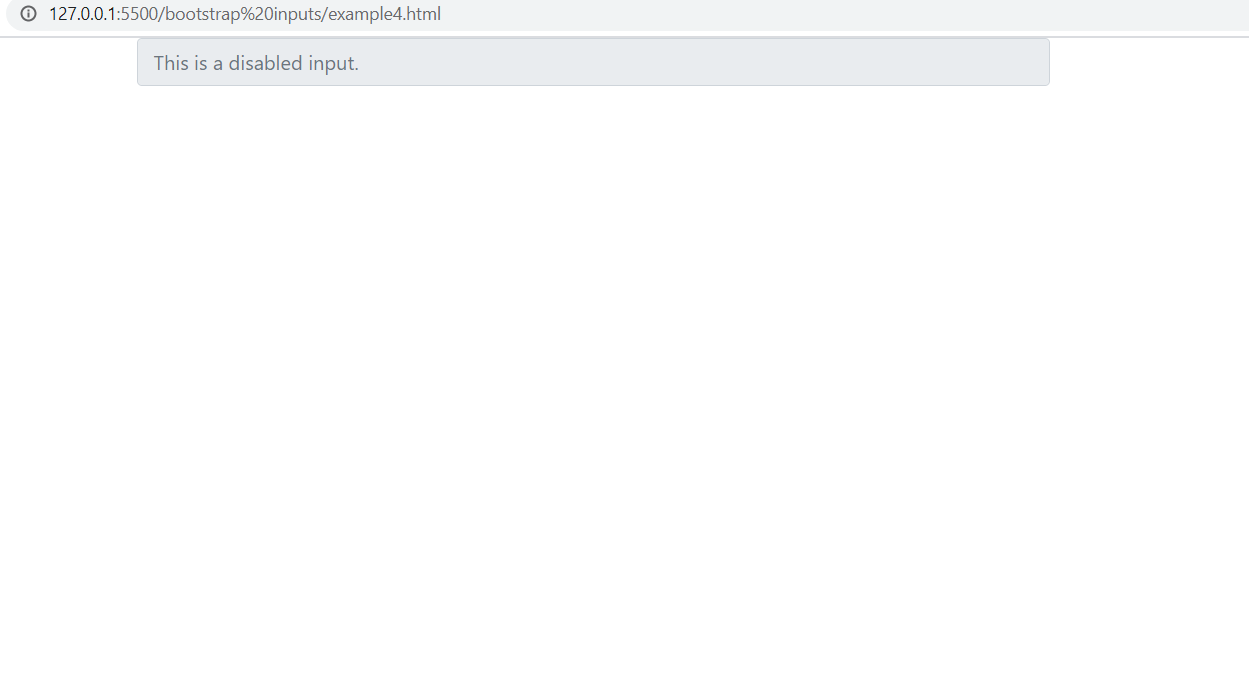 127.0.0.1:5500/bootstrap%20inputs/example4.html
This is a disabled input.